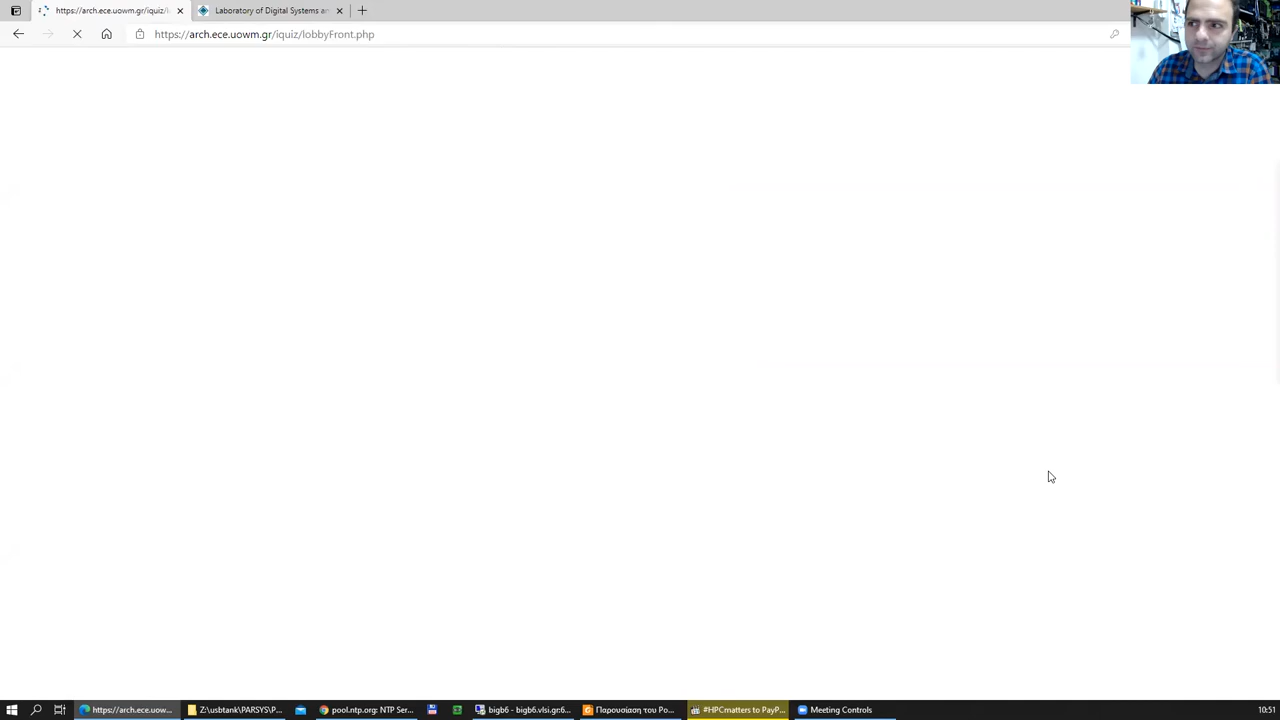 https://arch.ece.uowm.gr/iquiz/l
Laboratory of Digital Systems an
https://arch.ece.uowm.gr/iquiz/lobbyFront.php
https://arch.ece.uow...
Z:\usbtank\PARSYS\P...
pool.ntp.org: NTP Ser...
bigb6 - bigb6.vlsi.gr:6...
Παρουσίαση του Po...
#HPCmatters to PayP...
Meeting Controls
10:51